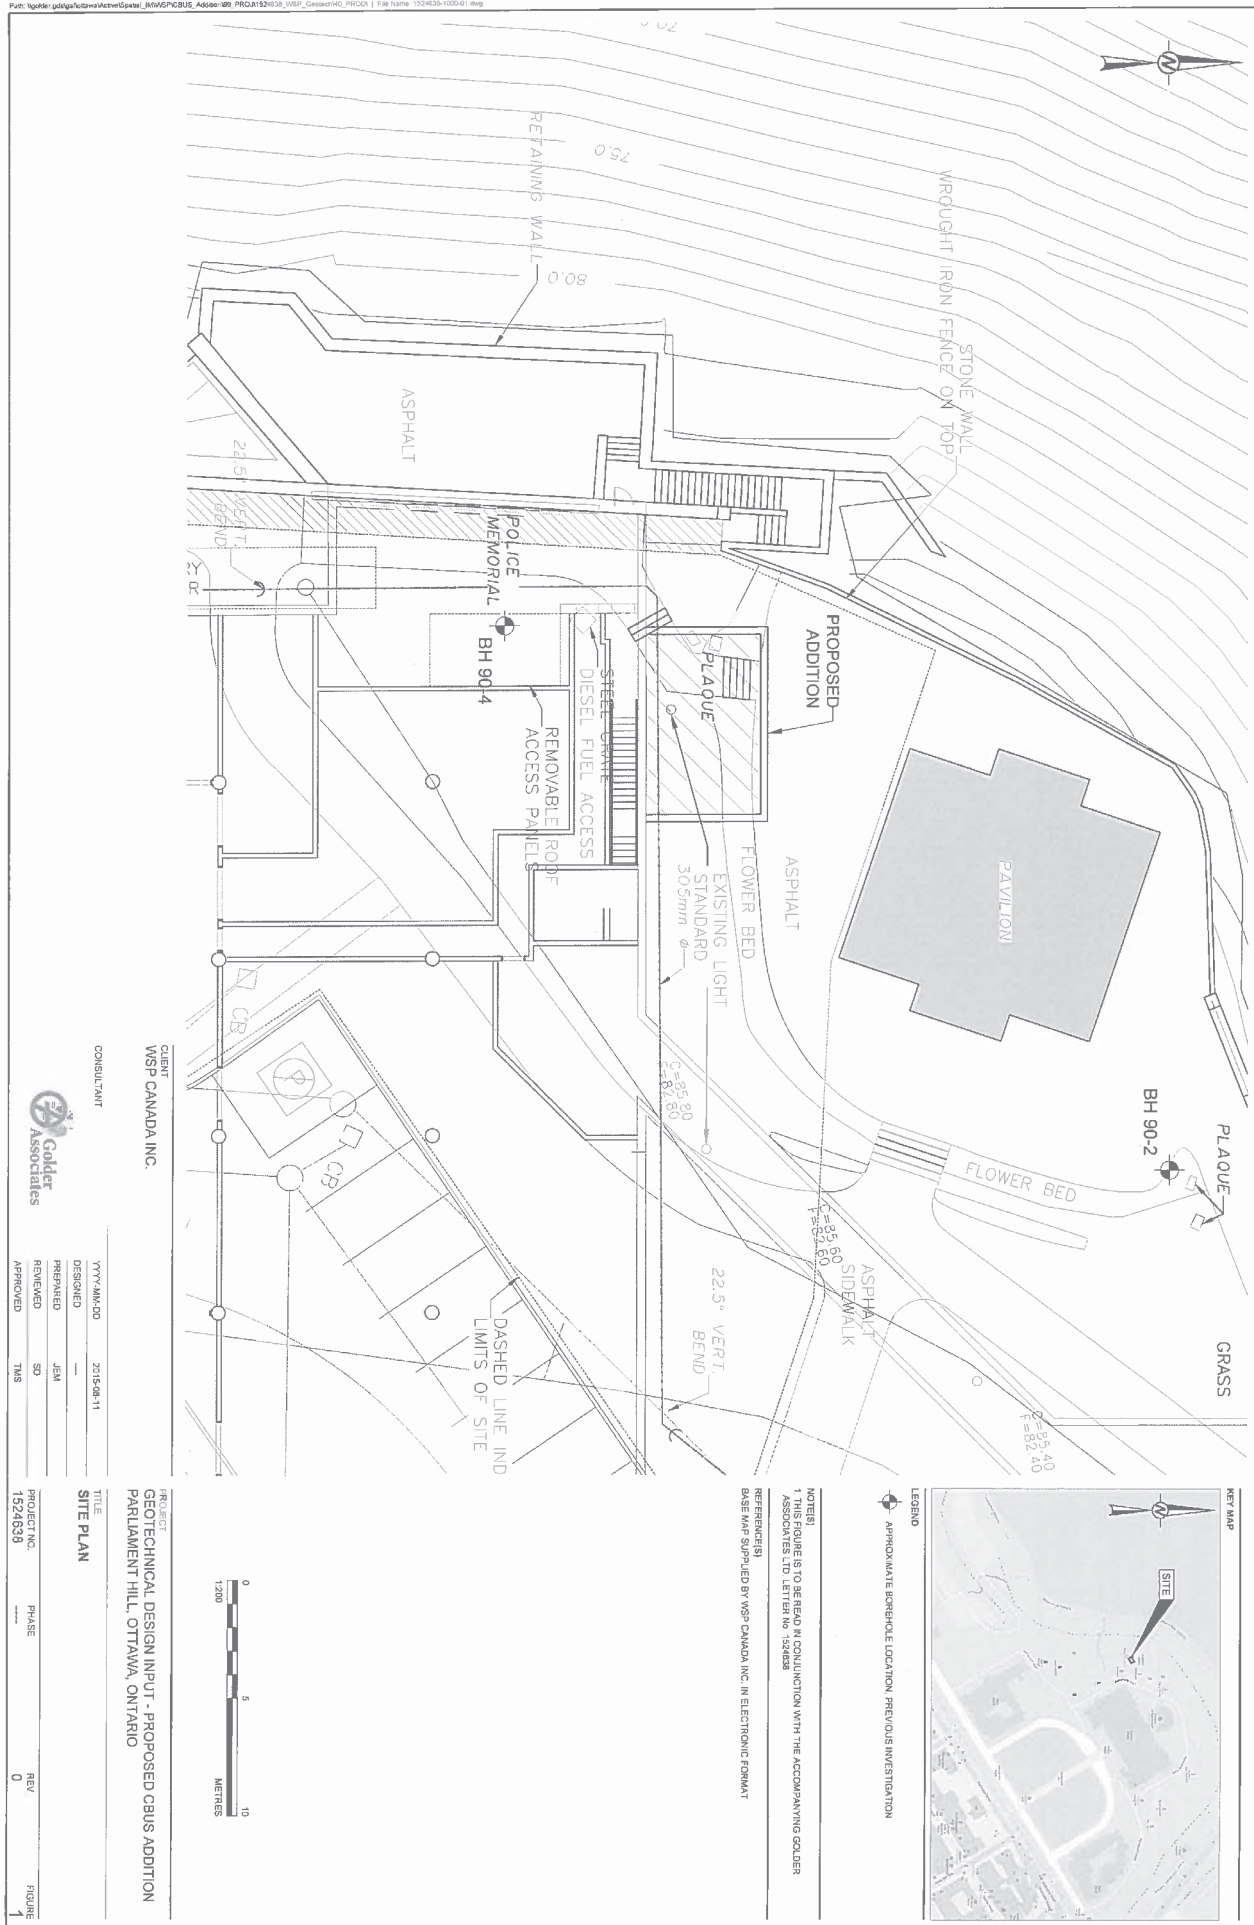 70.0
75.0
80.0
RETAINING WALL
WROUGHT IRON FENCE ON TOP
STONE WALL
ASPHALT
22.5° VERT.
BEND
POLICE
MEMORIAL
BH 90-4
PROPOSED
ADDITION
PLAQUE
STEEL GRATE
DIESEL FUEL ACCESS
REMOVABLE ROOF
ACCESS PANELS
PAVILION
ASPHALT
FLOWER BED
EXISTING LIGHT
STANDARD
305mm ø
CB
P
CB
C=85.80
F=82.80
BH 90-2
PLAQUE
FLOWER BED
C=85.60
F=82.60
ASPHALT
SIDEWALK
22.5° VERT
BEND
GRASS
C=85.40
F=82.40
DASHED LINE IND
LIMITS OF SITE
N
KEY MAP
N
SITE
LEGEND
APPROXIMATE BOREHOLE LOCATION, PREVIOUS INVESTIGATION
NOTE(S)
1. THIS FIGURE IS TO BE READ IN CONJUNCTION WITH THE ACCOMPANYING GOLDER
ASSOCIATES LTD. LETTER No. 1524638
REFERENCE(S)
BASE MAP SUPPLIED BY WSP CANADA INC. IN ELECTRONIC FORMAT
0 5 10
1:200 METRES
CLIENT
WSP CANADA INC.
PROJECT
GEOTECHNICAL DESIGN INPUT - PROPOSED CBUS ADDITION
PARLIAMENT HILL, OTTAWA, ONTARIO
CONSULTANT
Golder
Associates
YYYY-MM-DD 2015-08-11
DESIGNED ---
PREPARED JEM
REVIEWED SD
APPROVED TMS
TITLE
SITE PLAN
PROJECT NO. PHASE REV FIGURE
1524638 ---- 0 1